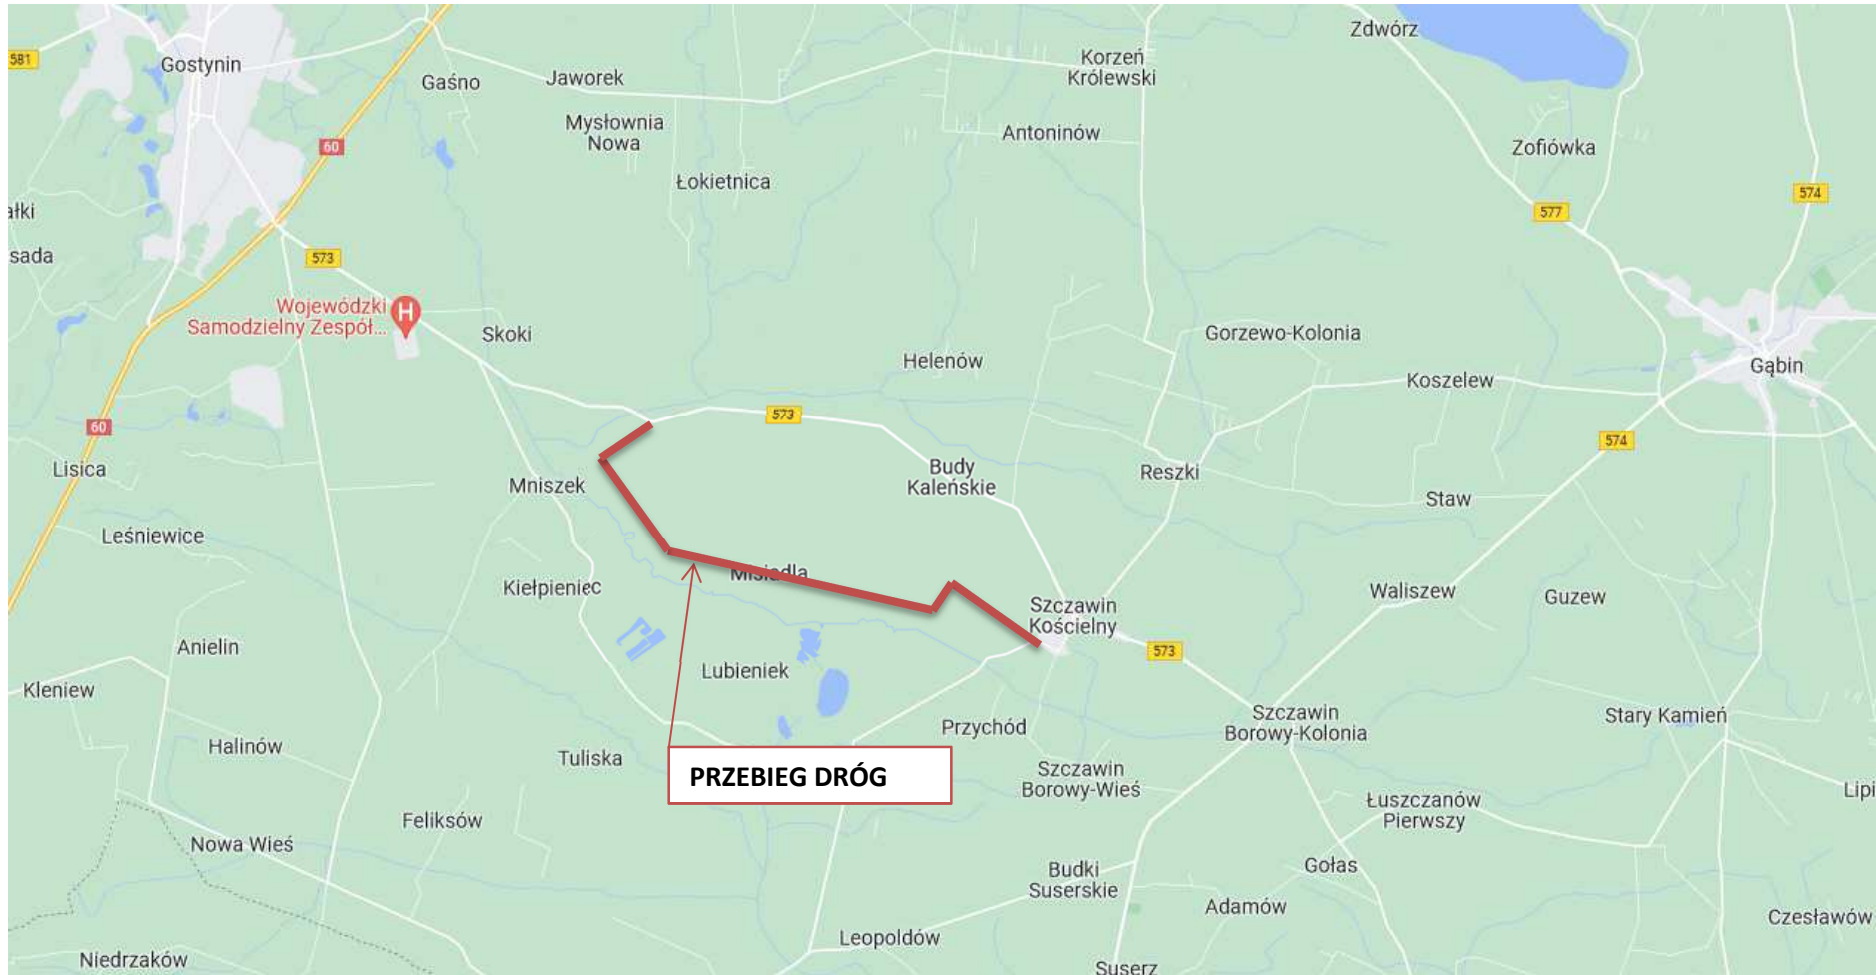 Zdwórz
581
Gostynin
Korzeń
Królewski
Gaśno
Jaworek
Mysłownia
Nowa
Antoninów
60
Zofiówka
Łokietnica
574
ałki
577
sada
573
Wojewódzki
Samodzielny Zespół...
H
Skoki
Gorzewo-Kolonia
Helenów
Gąbin
Koszelew
573
60
574
Lisica
Budy
Kaleńskie
Reszki
Mniszek
Staw
Leśniewice
Misiadla
Kiełpieniec
Waliszew
Guzew
Szczawin
Kościelny
Anielin
573
Lubieniek
Kleniew
Szczawin
Borowy-Kolonia
Stary Kamień
Przychód
Halinów
Tuliska
PRZEBIEG DRÓG
Szczawin
Borowy-Wieś
Lipi
Łuszczanów
Pierwszy
Feliksów
Nowa Wieś
Gołas
Budki
Suserskie
Adamów
Czesławów
Leopoldów
Niedrzaków
Suserz